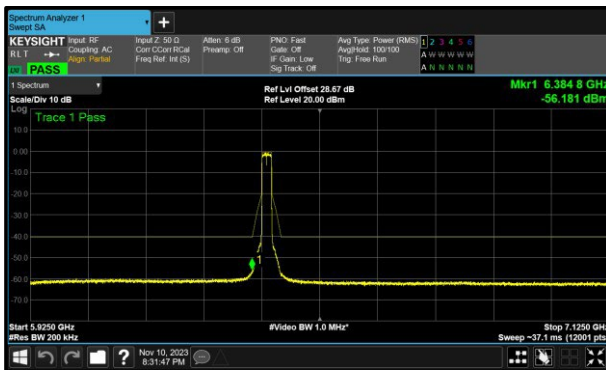 Spectrum Analyzer 1
Swept SA
+
KEYSIGHT Input: RF Input Z: 50 Ω Atten: 6 dB PNO: Fast Avg Type: Power (RMS) 1 2 3 4 5 6
RLT Coupling: AC Corr CCorr RCal Preamp: Off Gate: Off Avg|Hold: 100/100 A W W W W W
Align: Partial Freq Ref: Int (S) IF Gain: Low Trig: Free Run
PASS Sig Track: Off A N N N N N
1 Spectrum Ref Lvl Offset 28.67 dB Mkr1 6.384 8 GHz
Scale/Div 10 dB Ref Level 20.00 dBm -56.181 dBm
Log
Trace 1 Pass
10.0
0.00
-10.0
-20.0
-30.0
-40.0
1
-50.0
-60.0
-70.0
Start 5.9250 GHz #Video BW 1.0 MHz* Stop 7.1250 GHz
#Res BW 200 kHz Sweep ~37.1 ms (12001 pts)
? Nov 10, 2023
8:31:47 PM